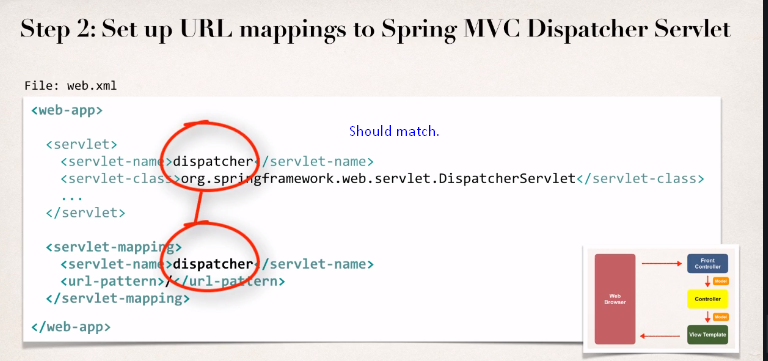 Step 2: Set up URL mappings to Spring MVC Dispatcher Servlet
File: web.xml
<web-app>
Should match.
<servlet>
<servlet-name>dispatcher</servlet-name>
<servlet-class>org.springframework.web.servlet.DispatcherServlet</servlet-class>
...
</servlet>
<servlet-mapping>
<servlet-name>dispatcher</servlet-name>
<url-pattern>/</url-pattern>
</servlet-mapping>
</web-app>
Web
Browser
Front
Controller
Model
Controller
Model
View Template